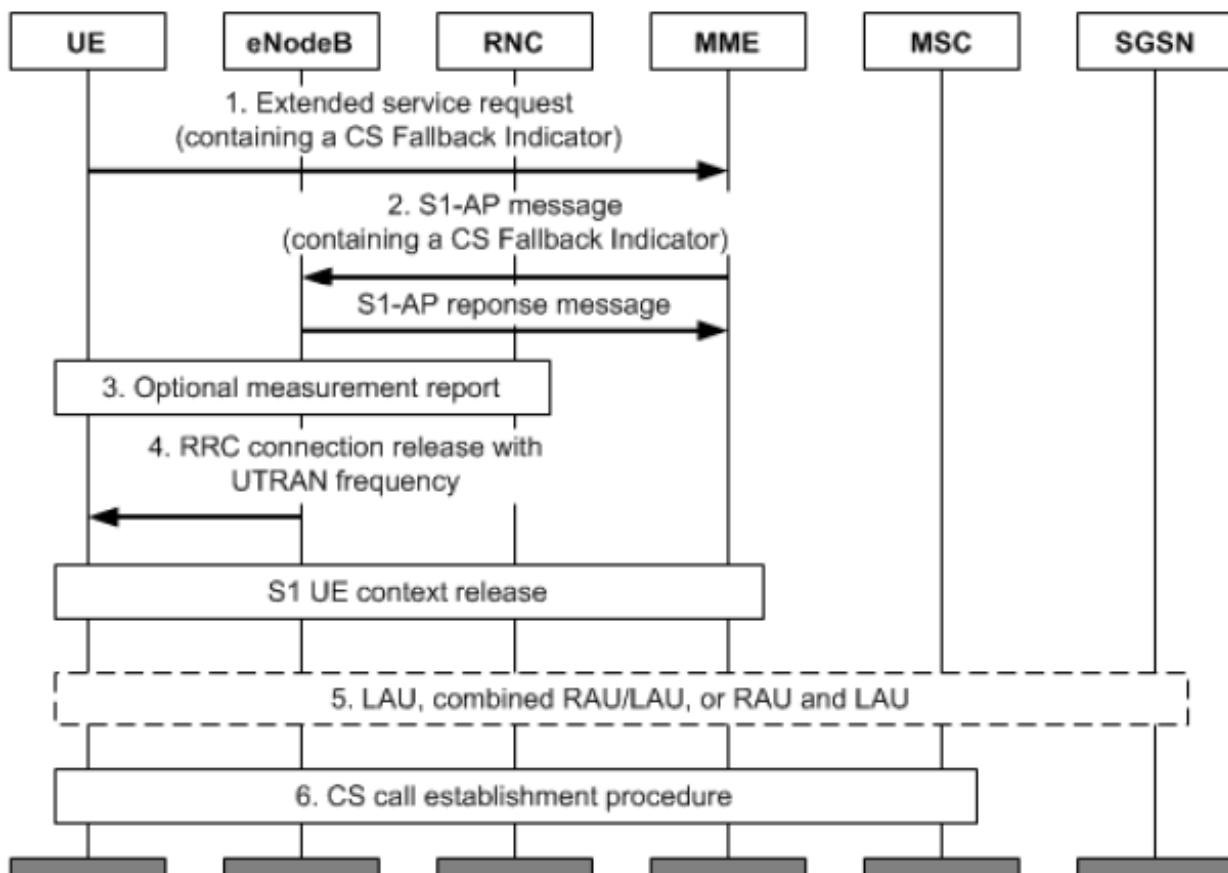 UE eNodeB RNC MME MSC SGSN
1. Extended service request
(containing a CS Fallback Indicator)
2. S1-AP message
(containing a CS Fallback Indicator)
S1-AP reponse message
3. Optional measurement report
4. RRC connection release with
UTRAN frequency
S1 UE context release
5. LAU, combined RAU/LAU, or RAU and LAU
6. CS call establishment procedure